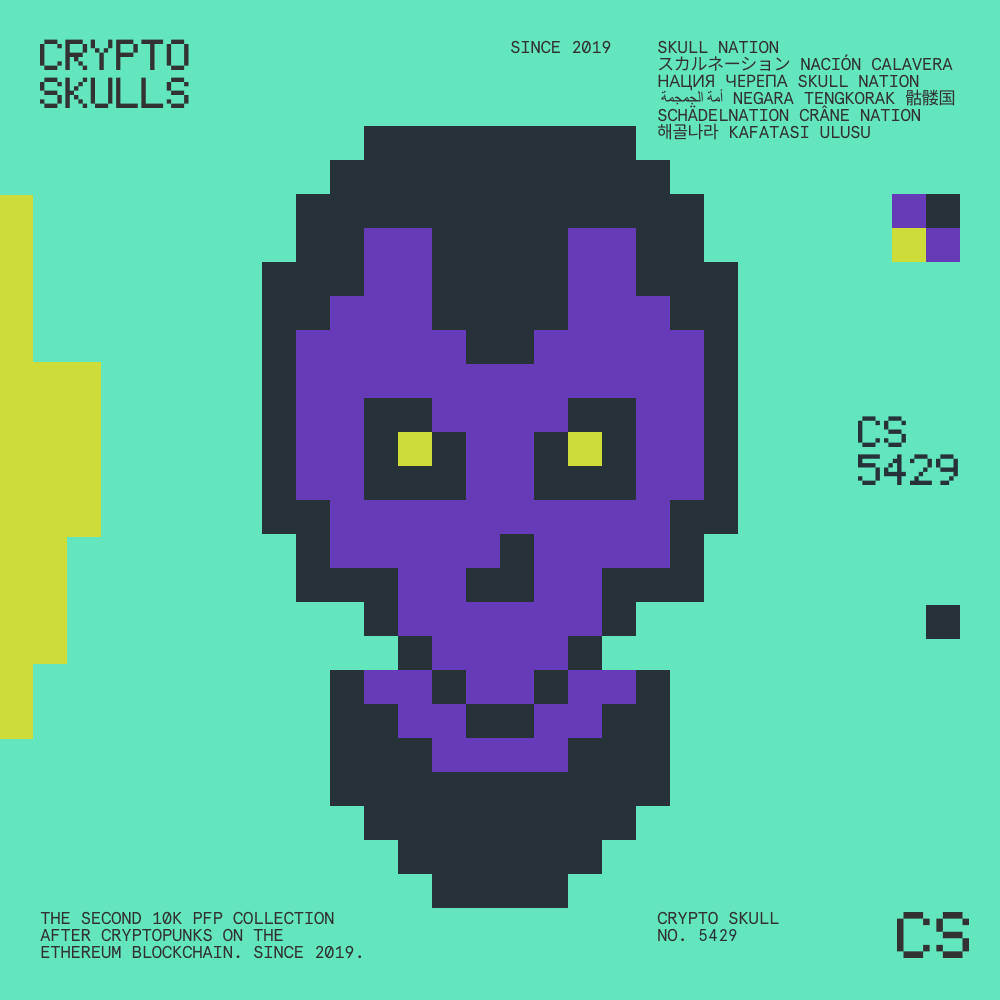 CRYPTO
SKULLS
SINCE 2019
SKULL NATION
スカルネーション NACIÓN CALAVERA
НАЦИЯ ЧЕРЕПА SKULL NATION
أمة الجمجمة NEGARA TENGKORAK 骷髅国
SCHÄDELNATION CRÂNE NATION
해골나라 KAFATASI ULUSU
CS
5429
THE SECOND 10K PFP COLLECTION
AFTER CRYPTOPUNKS ON THE
ETHEREUM BLOCKCHAIN. SINCE 2019.
CRYPTO SKULL
NO. 5429
CS